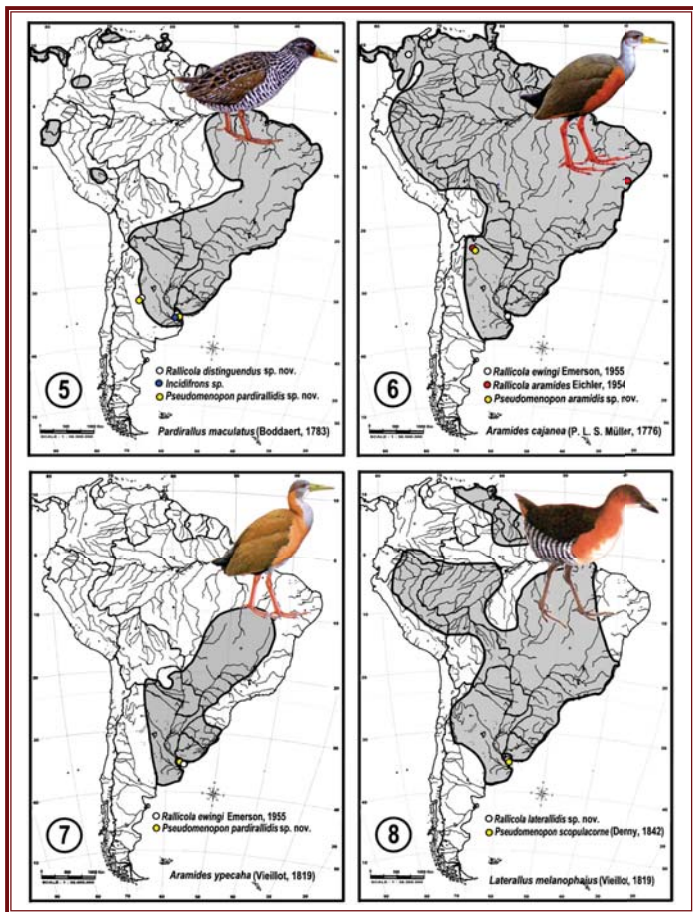 5
Rallicola distinguendus sp. nov.
Incidifrons sp.
Pseudomenopon pardirallidis sp. nov.
Pardirallus maculatus (Boddaert, 1783)
6
Rallicola ewingi Emerson, 1955
Rallicola aramides Eichler, 1954
Pseudomenopon aramidis sp. nov.
Aramides cajanea (P. L. S. Müller, 1776)
7
Rallicola ewingi Emerson, 1955
Pseudomenopon pardirallidis sp. nov.
Aramides ypecaha (Vieillot, 1819)
8
Rallicola laterallidis sp. nov.
Pseudomenopon scopulacorne (Denny, 1842)
Laterallus melanophaius (Vieillot, 1819)